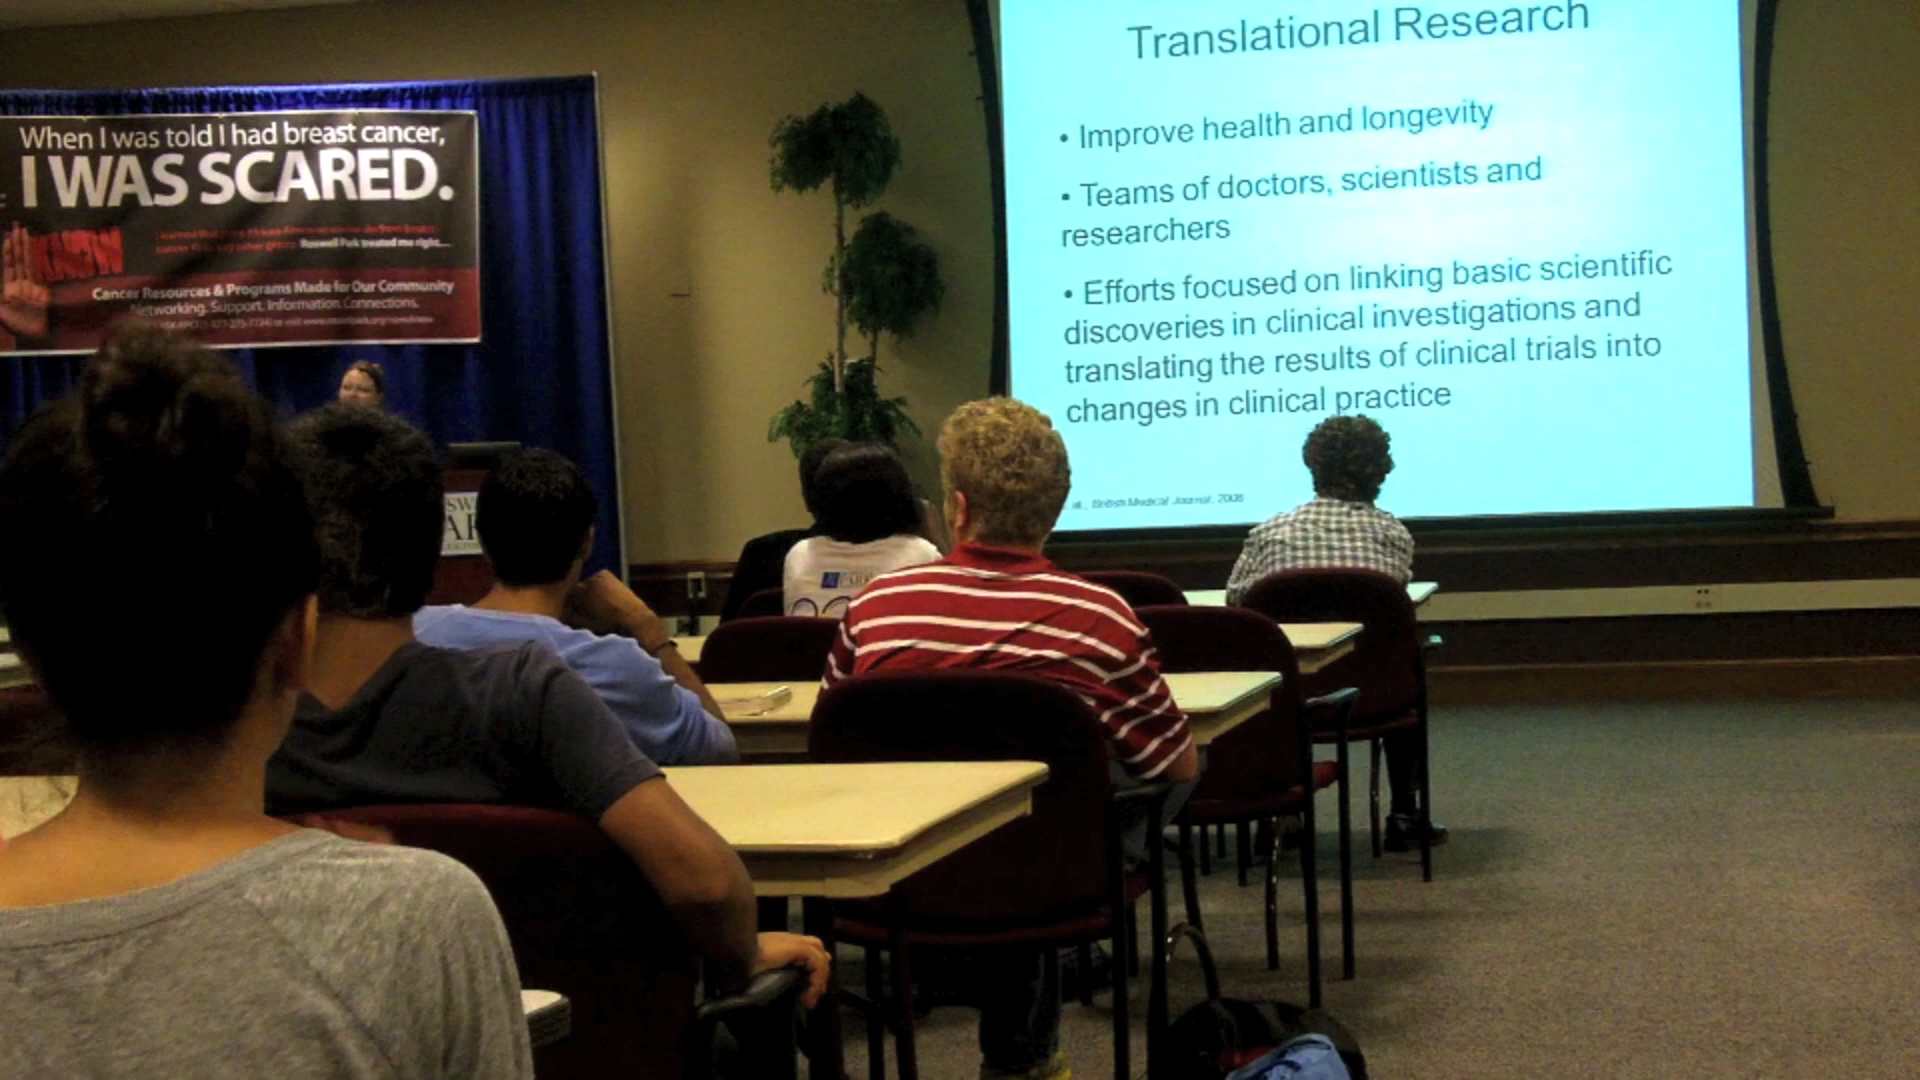 When I was told I had breast cancer,
I WAS SCARED.
KNOW
Roswell Park treated me right...
Cancer Resources & Programs Made for Our Community
Networking. Support. Information. Connections.
Translational Research
• Improve health and longevity
• Teams of doctors, scientists and
researchers
• Efforts focused on linking basic scientific
discoveries in clinical investigations and
translating the results of clinical trials into
changes in clinical practice
British Medical Journal, 2008